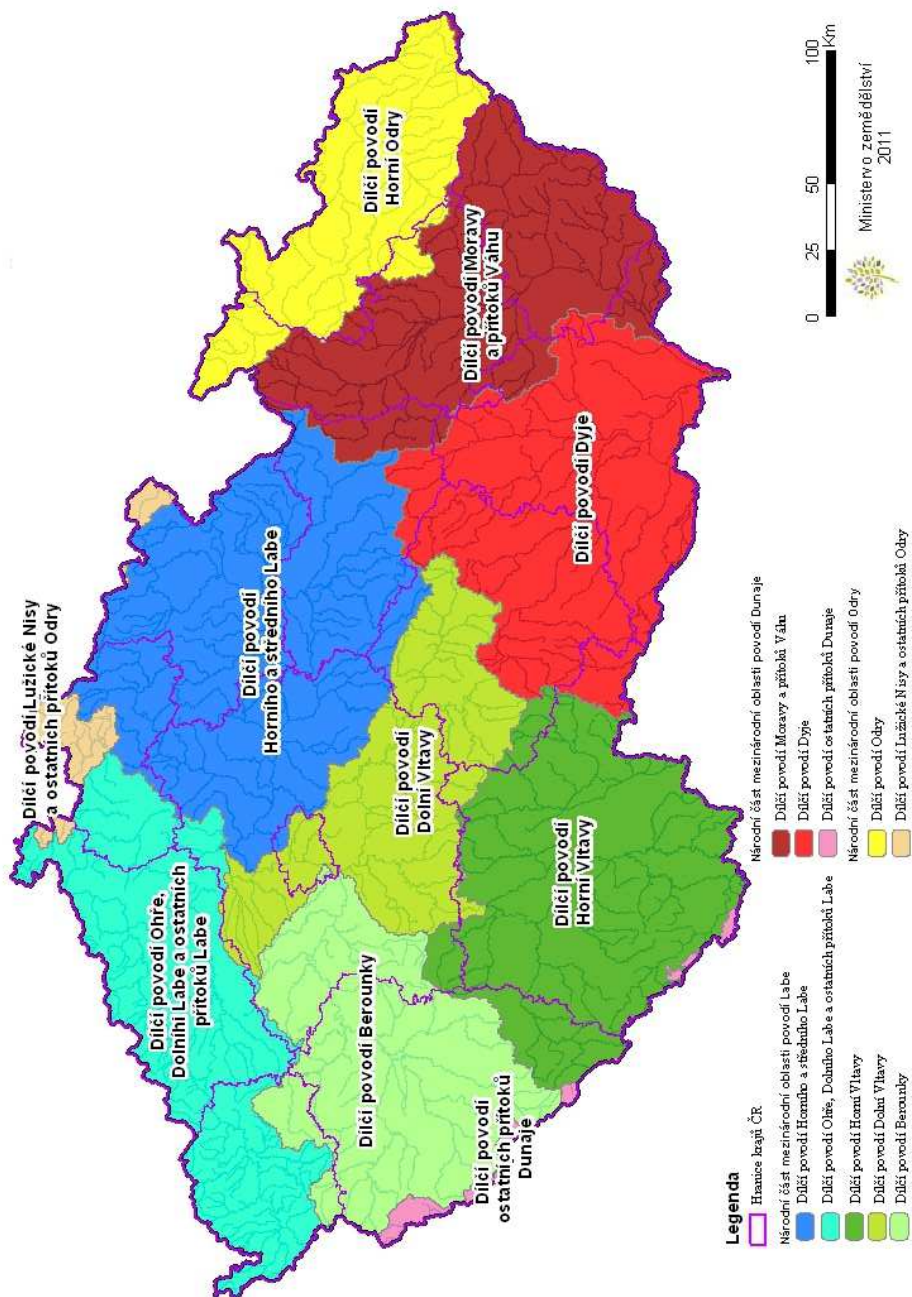 Dílčí povodí Lužické Nisy
a ostatních přítoků Odry
Dílčí povodí Ohře,
Dolního Labe a ostatních
přítoků Labe
Dílčí povodí
Horního a středního Labe
Dílčí povodí
Horní Odry
Dílčí povodí Berounky
Dílčí povodí
Dolní Vltavy
Dílčí povodí Moravy
a přítoků Váhu
Dílčí povodí
ostatních přítoků
Dunaje
Dílčí povodí
Horní Vltavy
Dílčí povodí Dyje
Legenda
Hranice krajů ČR
Národní část mezinárodní oblasti povodí Labe
Dílčí povodí Horního a středního Labe
Dílčí povodí Ohře, Dolního Labe a ostatních přítoků Labe
Dílčí povodí Horní Vltavy
Dílčí povodí Dolní Vltavy
Dílčí povodí Berounky
Národní část mezinárodní oblasti povodí Dunaje
Dílčí povodí Moravy a přítoků Váhu
Dílčí povodí Dyje
Dílčí povodí ostatních přítoků Dunaje
Národní část mezinárodní oblasti povodí Odry
Dílčí povodí Odry
Dílčí povodí Lužické Nisy a ostatních přítoků Odry
0 25 50 100
Km
Ministervo zemědělství
2011